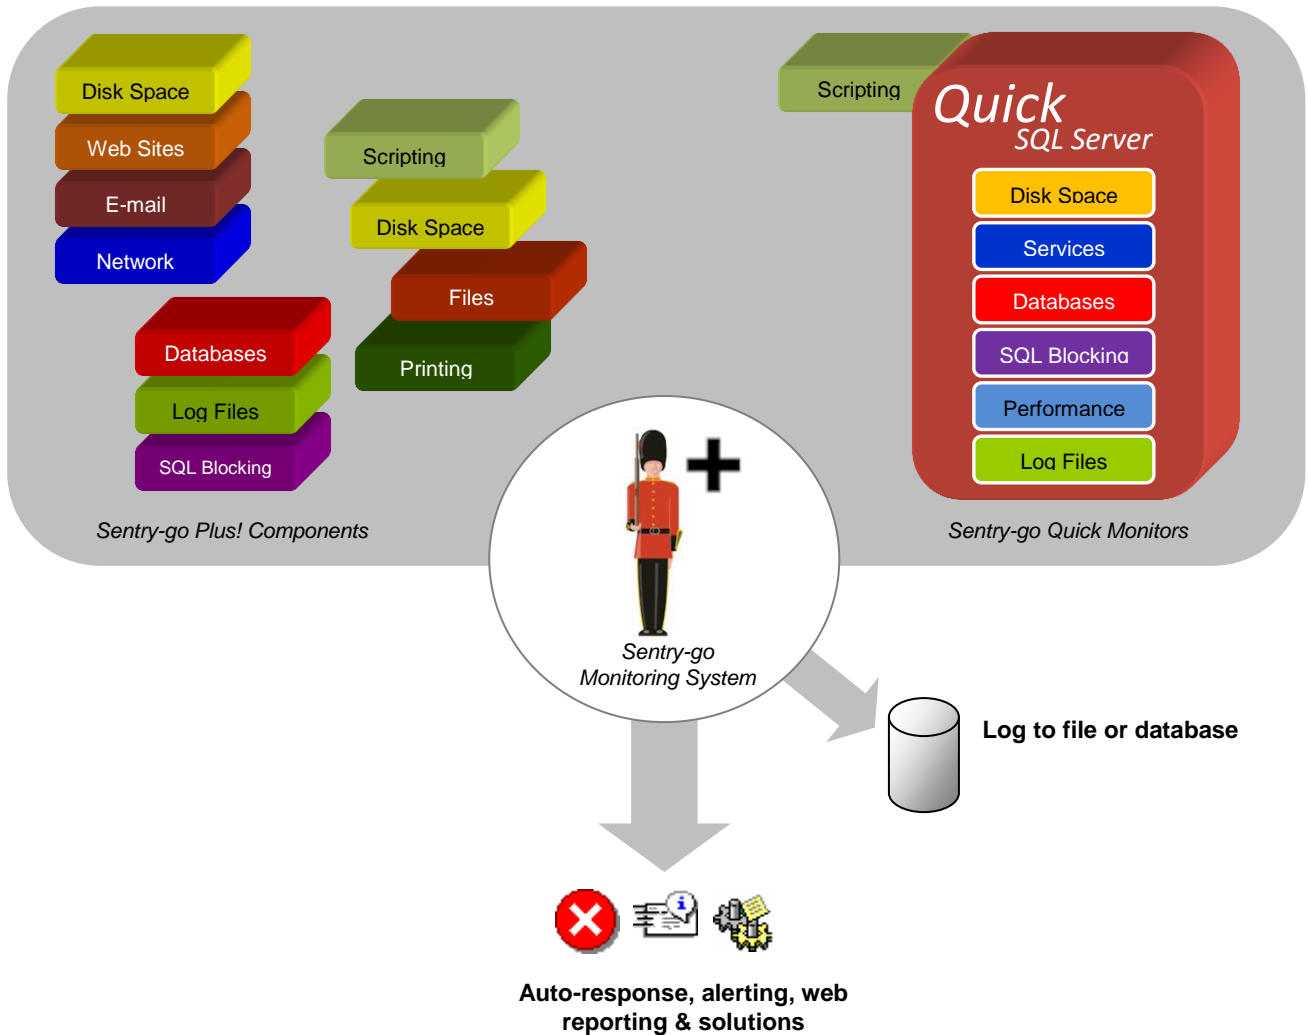 Disk Space
Web Sites
E-mail
Network
Scripting
Disk Space
Files
Printing
Databases
Log Files
SQL Blocking
Sentry-go Plus! Components
Scripting
Quick
SQL Server
Disk Space
Services
Databases
SQL Blocking
Performance
Log Files
Sentry-go Quick Monitors
Sentry-go
Monitoring System
Log to file or database
Auto-response, alerting, web
reporting & solutions